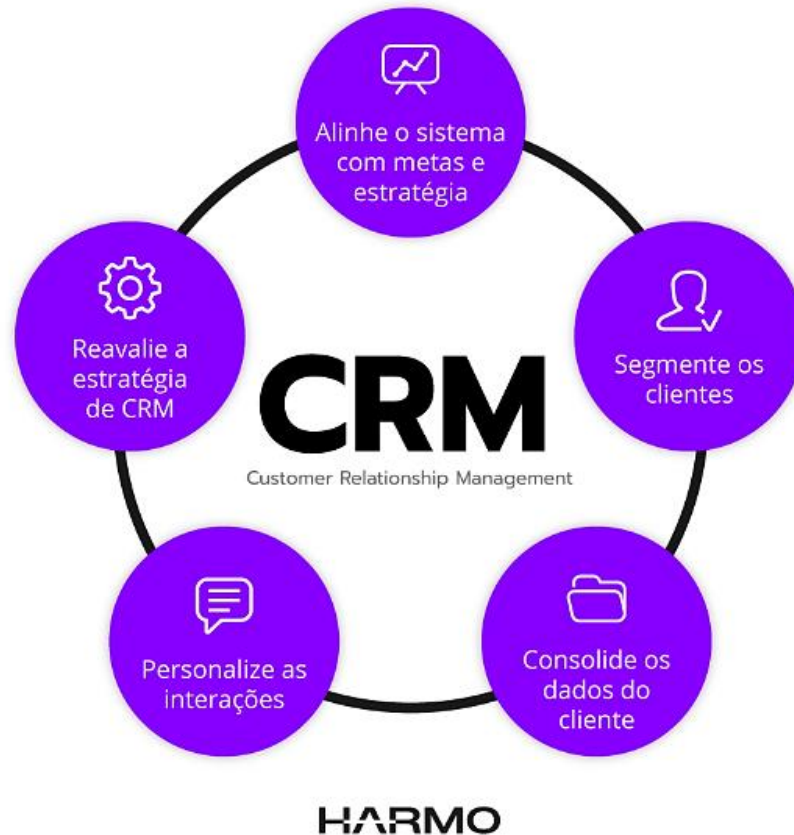 Alinhe o sistema
com metas e
estratégia
Segmente os
clientes
Consolide os
dados do
cliente
Personalize as
interações
Reavalie a
estratégia
de CRM
CRM
Customer Relationship Management
HARMO